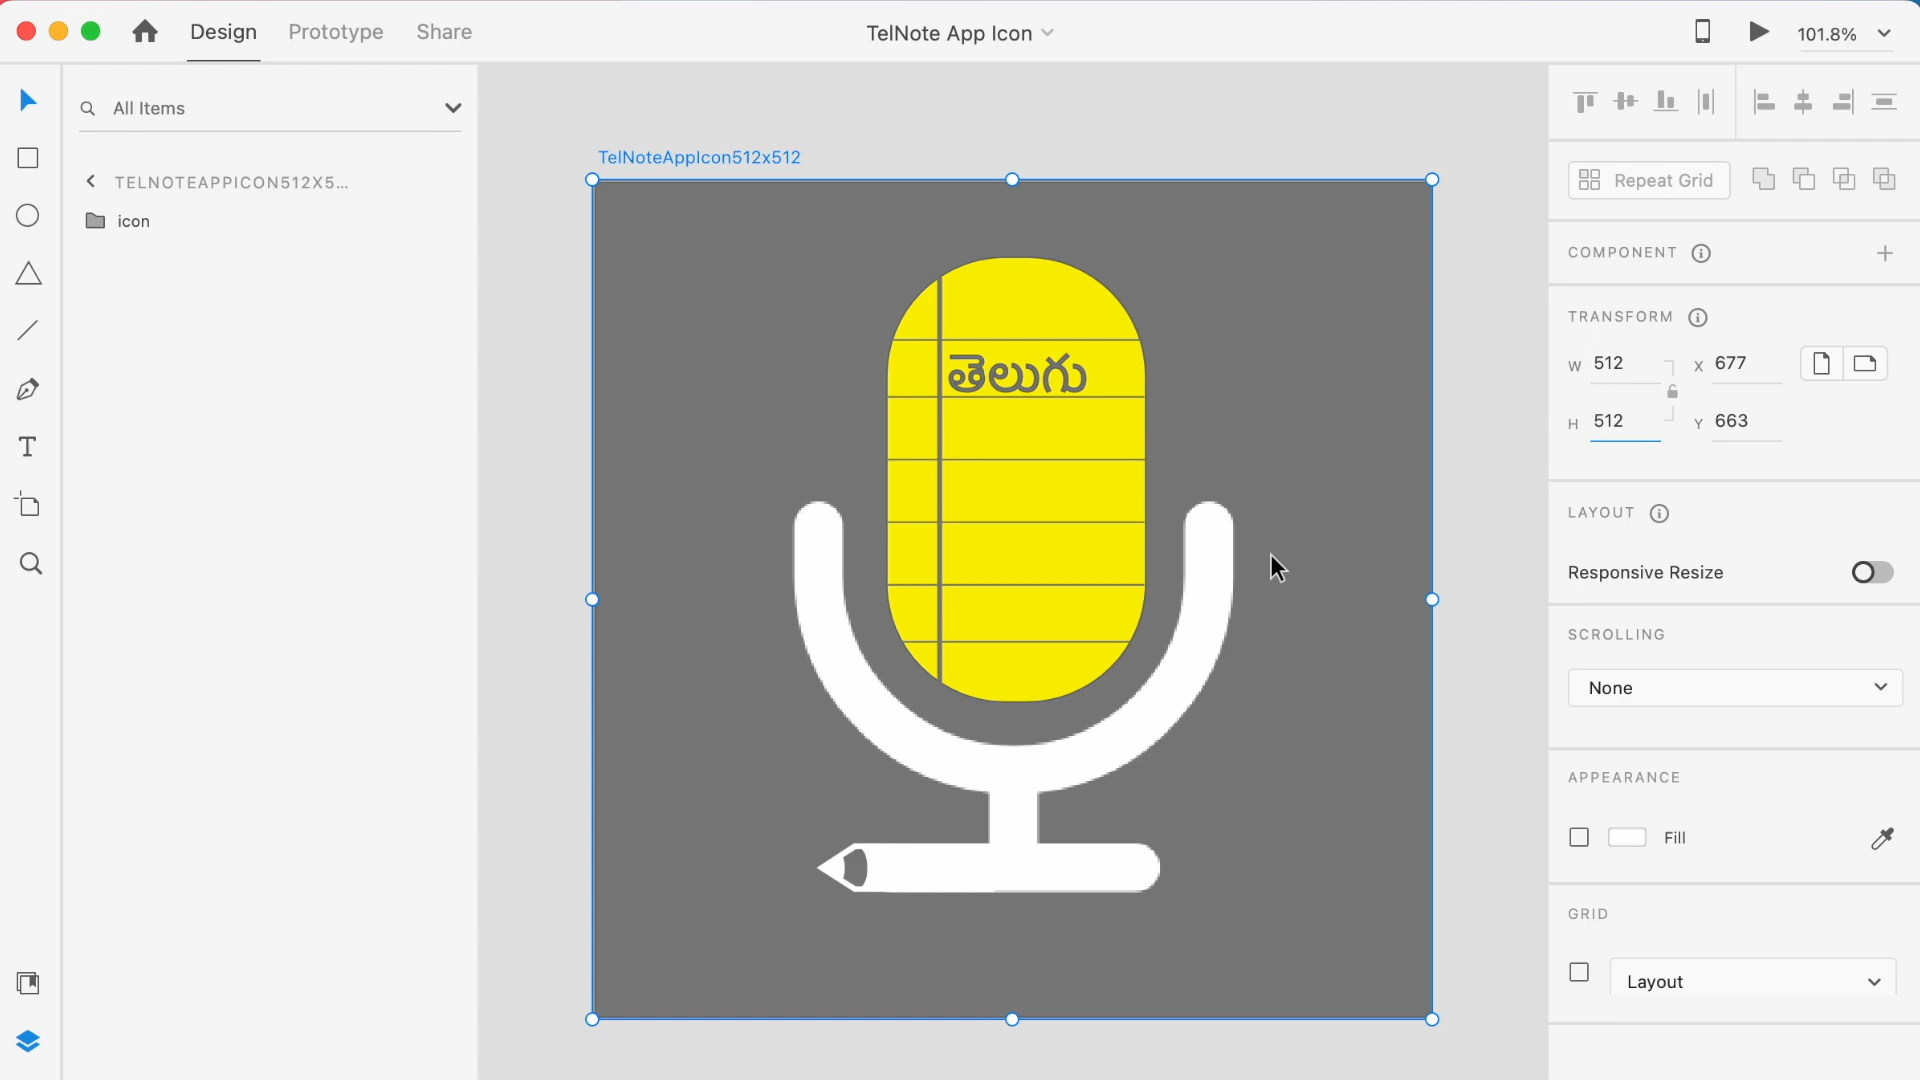 Design Prototype Share
TelNote App Icon
101.8%
All Items
TELNOTEAPPICON512X5...
icon
TelNoteAppIcon512x512
తెలుగు
Repeat Grid
COMPONENT
TRANSFORM
W 512 X 677
H 512 Y 663
LAYOUT
Responsive Resize
SCROLLING
None
APPEARANCE
Fill
GRID
Layout